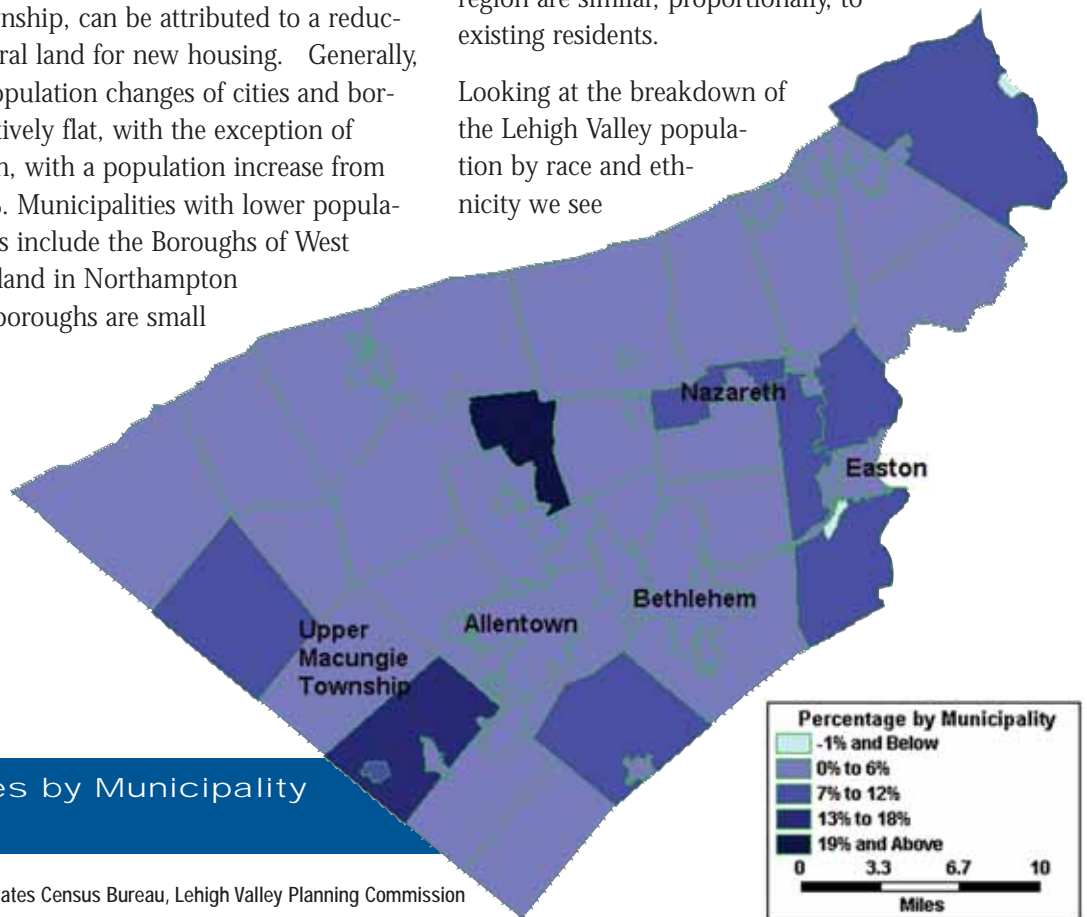 nship, can be attributed to a reduc-
ral land for new housing. Generally,
opulation changes of cities and bor-
tively flat, with the exception of
n, with a population increase from
. Municipalities with lower popula-
s include the Boroughs of West
land in Northampton
boroughs are small
region are similar, proportionally, to
existing residents.
Looking at the breakdown of
the Lehigh Valley popula-
tion by race and eth-
nicity we see
Nazareth
Easton
Bethlehem
Allentown
Upper
Macungie
Township
Percentage by Municipality
-1% and Below
0% to 6%
7% to 12%
13% to 18%
19% and Above
0 3.3 6.7 10
Miles
es by Municipality
ates Census Bureau, Lehigh Valley Planning Commission